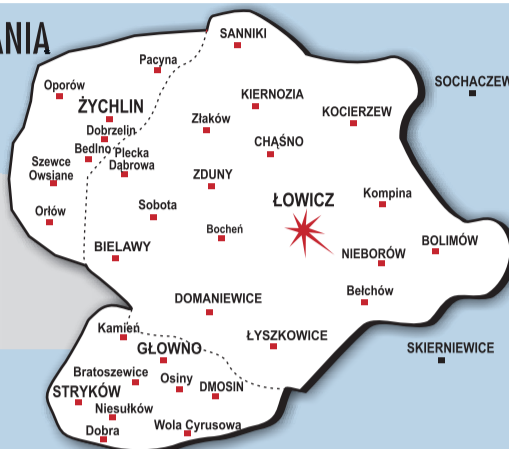 ANIA
SANNIKI
Pacyna
SOCHACZEW
Oporów
KIERNOZIA
ŻYCHLIN
KOCIERZEW
Złaków
Dobrzelin
CHĄŚNO
Bedlno
Plecka
Dąbrowa
Szewce
Owsiane
ZDUNY
Kompina
ŁOWICZ
Sobota
Orłów
Bocheń
BOLIMÓW
BIELAWY
NIEBORÓW
Bełchów
DOMANIEWICE
Kamień
ŁYSZKOWICE
GŁOWNO
SKIERNIEWICE
Bratoszewice
Osiny
DMOSIN
STRYKÓW
Niesułków
Wola Cyrusowa
Dobra